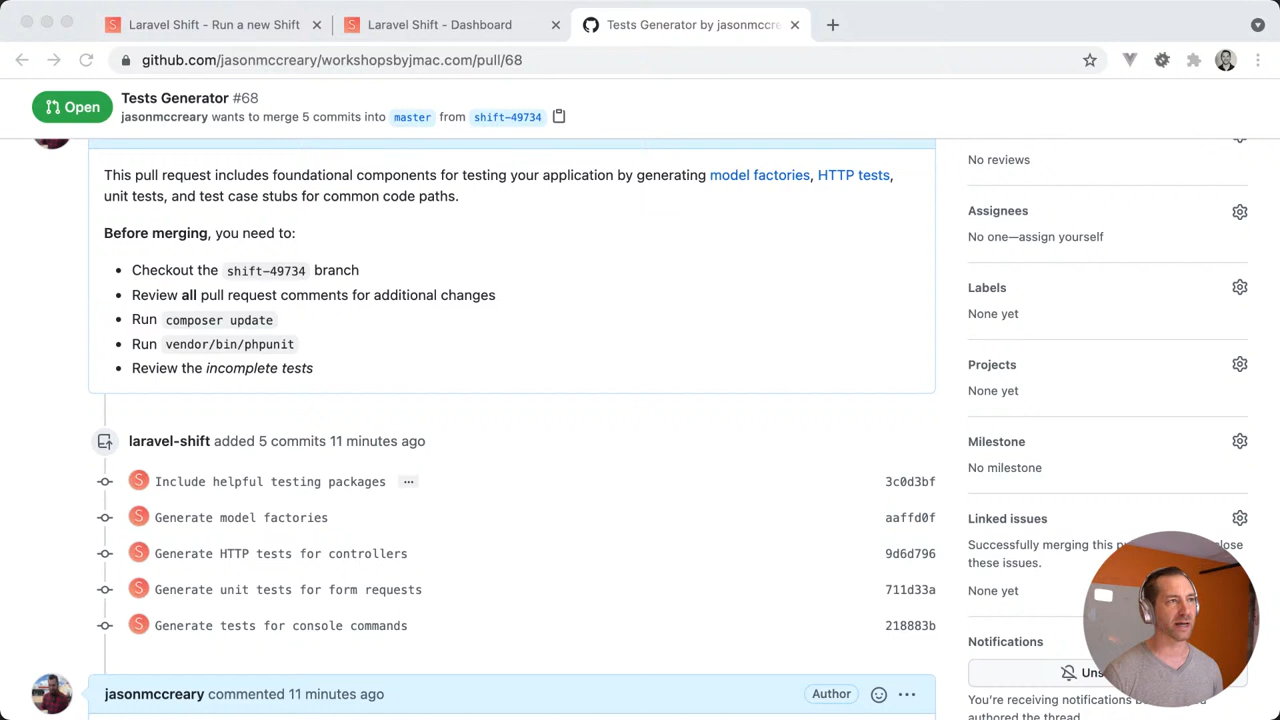 Laravel Shift - Run a new Shift
Laravel Shift - Dashboard
Tests Generator by jasonmccre
github.com/jasonmccreary/workshopsbyjmac.com/pull/68
Open
Tests Generator #68
jasonmccreary wants to merge 5 commits into master from shift-49734
This pull request includes foundational components for testing your application by generating model factories, HTTP tests,
unit tests, and test case stubs for common code paths.
Before merging, you need to:
• Checkout the shift-49734 branch
• Review all pull request comments for additional changes
• Run composer update
• Run vendor/bin/phpunit
• Review the incomplete tests
laravel-shift added 5 commits 11 minutes ago
Include helpful testing packages ... 3c0d3bf
Generate model factories aaffd0f
Generate HTTP tests for controllers 9d6d796
Generate unit tests for form requests 711d33a
Generate tests for console commands 218883b
jasonmccreary commented 11 minutes ago
Author
No reviews
Assignees
No one—assign yourself
Labels
None yet
Projects
None yet
Milestone
No milestone
Linked issues
Successfully merging this close
these issues.
None yet
Notifications
You're receiving notifications
authored the thread.